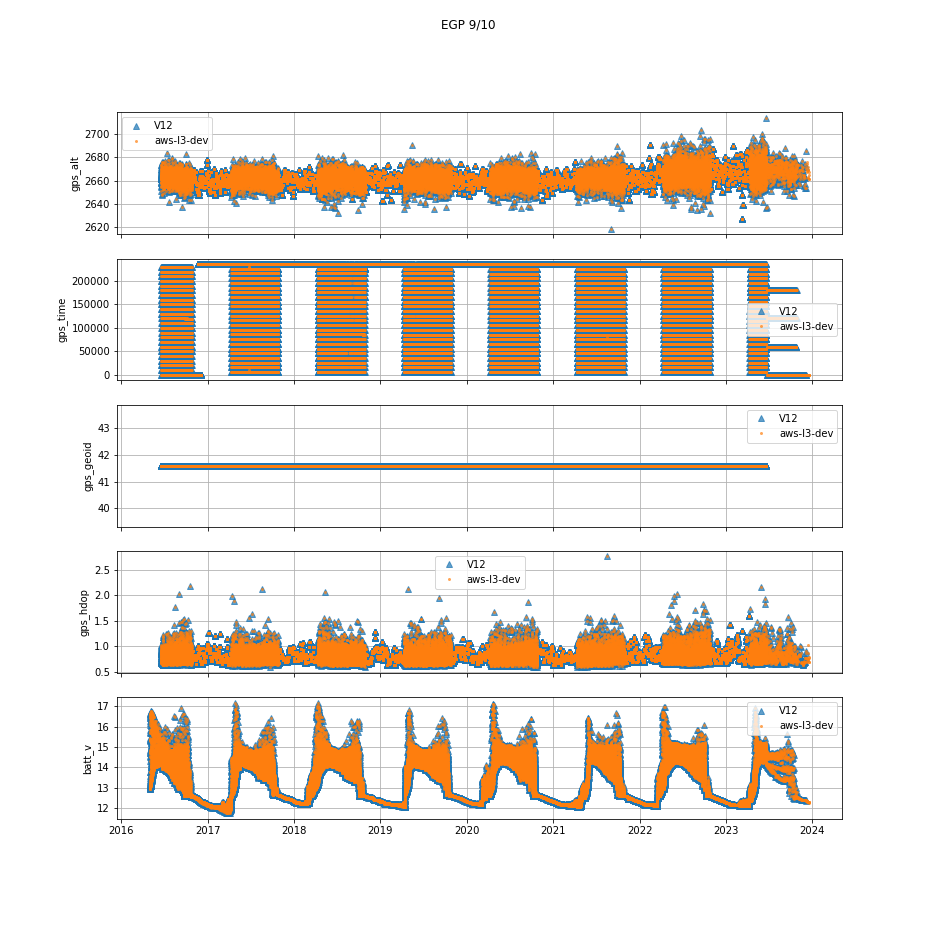 EGP 9/10
V12
aws-l3-dev
gps_alt
2700
2680
2660
2640
2620
V12
aws-l3-dev
gps_time
200000
150000
100000
50000
0
V12
aws-l3-dev
gps_geoid
43
42
41
40
V12
aws-l3-dev
gps_hdop
2.5
2.0
1.5
1.0
0.5
V12
aws-l3-dev
batt_v
17
16
15
14
13
12
2016 2017 2018 2019 2020 2021 2022 2023 2024